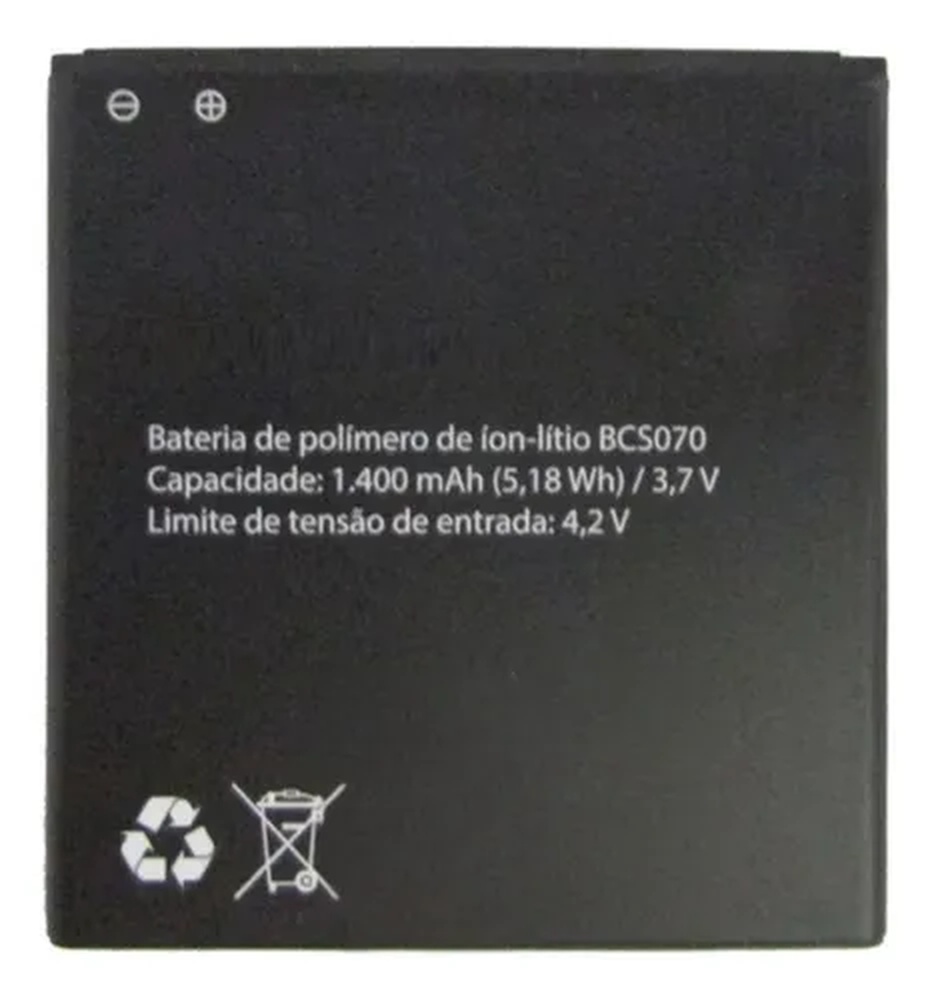 Bateria de polímero de íon-lítio BCS070
Capacidade: 1.400 mAh (5,18 Wh) / 3,7 V
Limite de tensão de entrada: 4,2 V